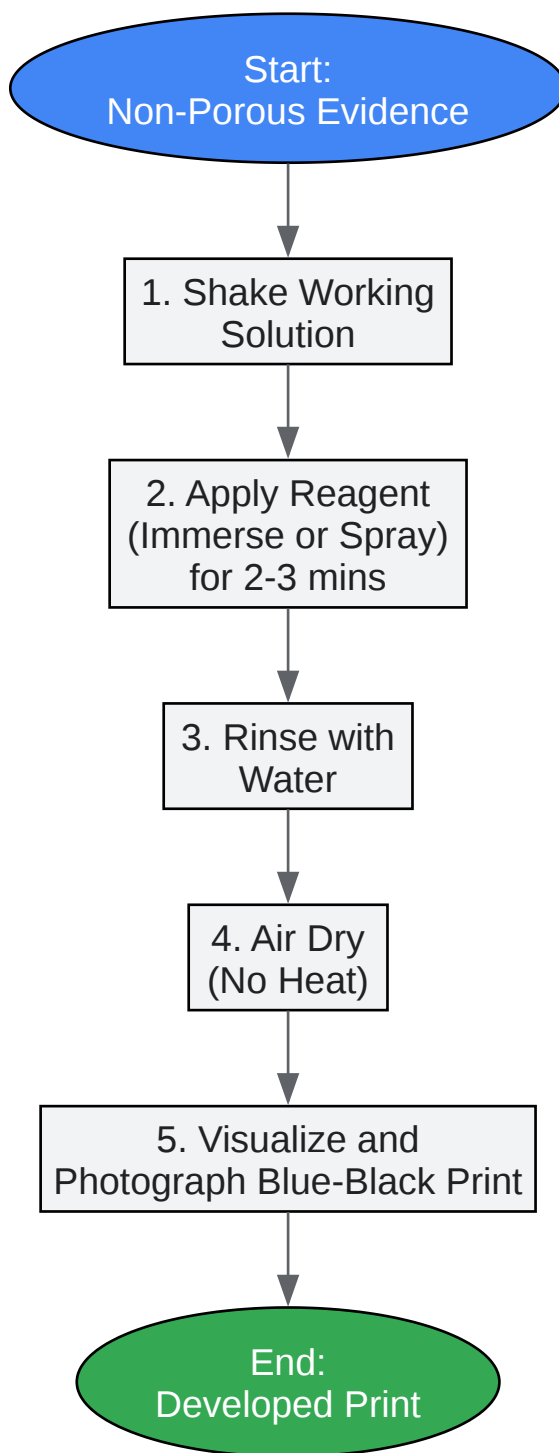 Start:
Non-Porous Evidence
1. Shake Working
Solution
2. Apply Reagent
(Immerse or Spray)
for 2-3 mins
3. Rinse with
Water
4. Air Dry
(No Heat)
5. Visualize and
Photograph Blue-Black Print
End:
Developed Print